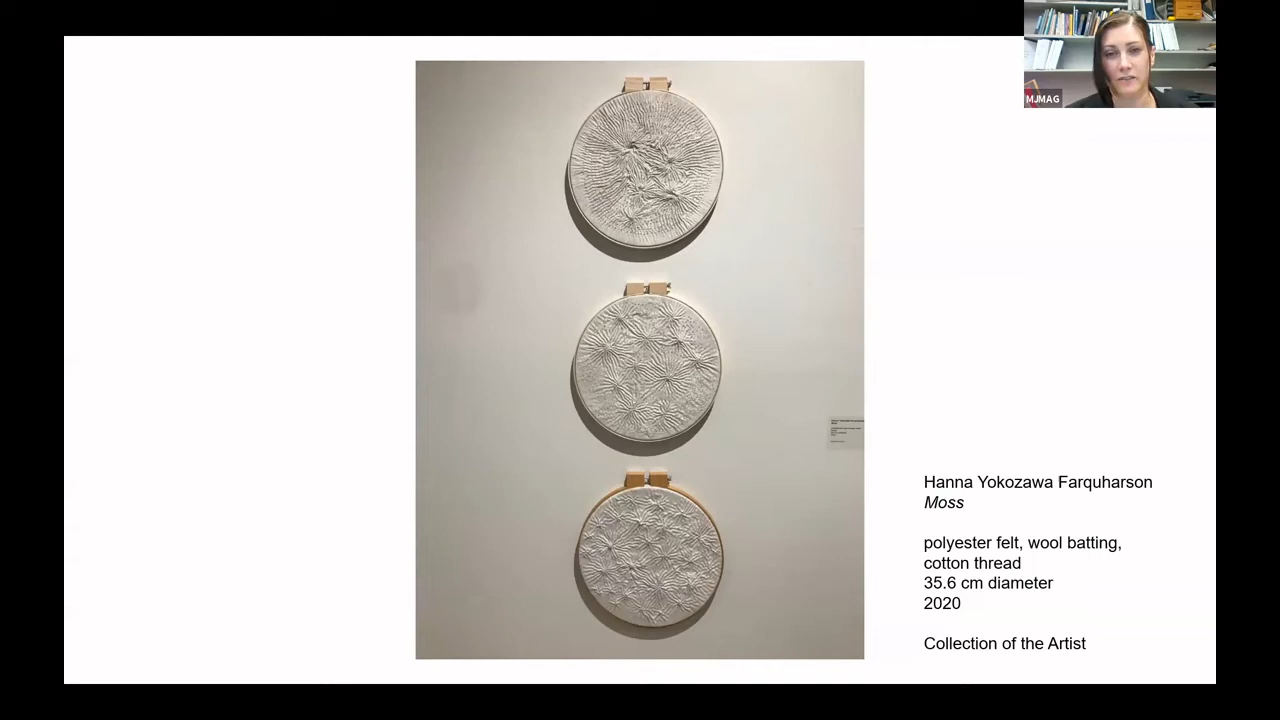 MJMAG
Hanna Yokozawa Farquharson
Moss
polyester felt, wool batting,
cotton thread
35.6 cm diameter
2020
Collection of the Artist